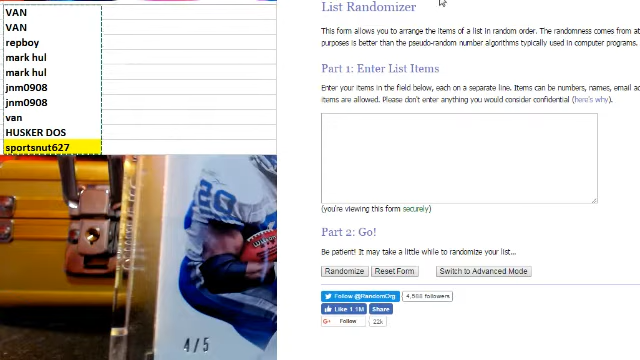 VAN
VAN
repboy
mark hul
mark hul
jnm0908
jnm0908
van
HUSKER DOS
sportsnut627
20
4/5
List Randomizer
This form allows you to arrange the items of a list in random order. The randomness comes from at
purposes is better than the pseudo-random number algorithms typically used in computer programs.
Part 1: Enter List Items
Enter your items in the field below, each on a separate line. Items can be numbers, names, email ad
items are allowed. Please don't enter anything you would consider confidential (here's why).
(you're viewing this form securely)
Part 2: Go!
Be patient! It may take a little while to randomize your list...
Randomize Reset Form Switch to Advanced Mode
Follow @RandomOrg 4,588 followers
Like 1.1M Share
G+ Follow 22k